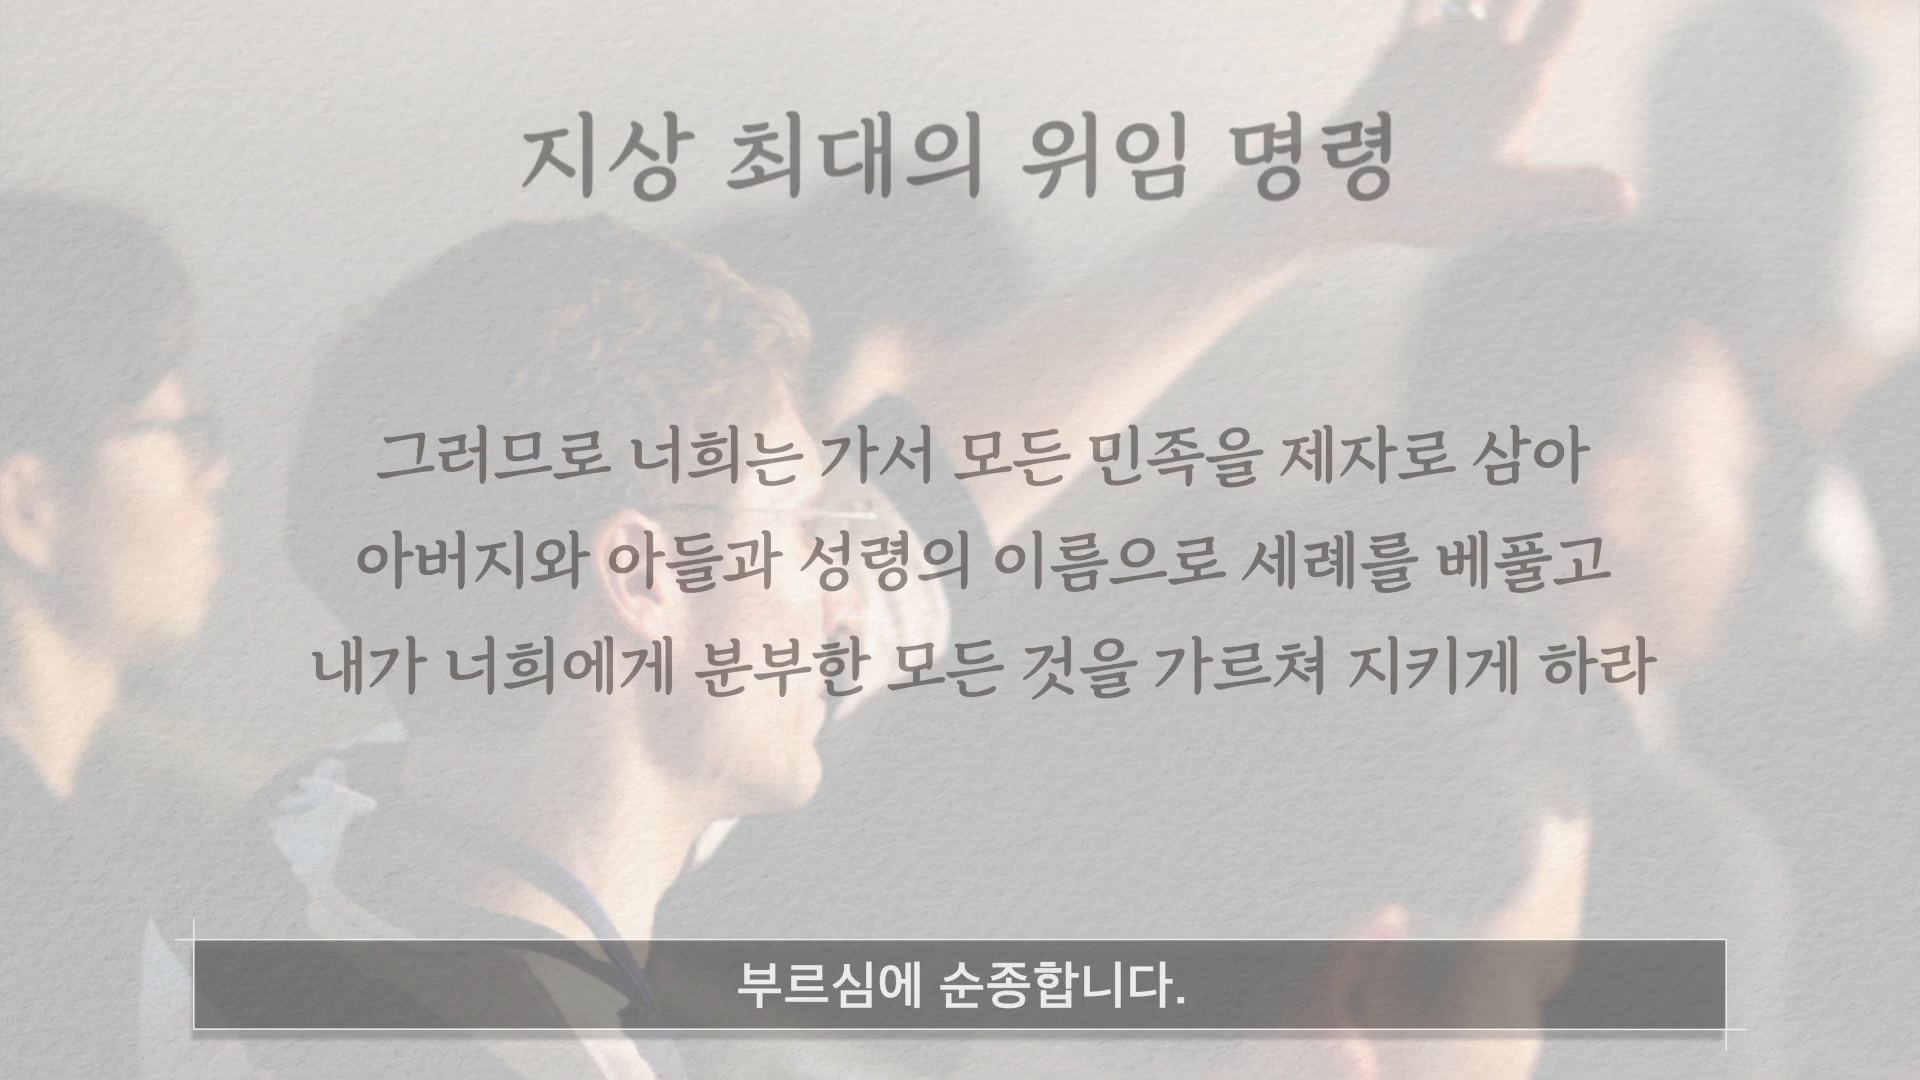 지상 최대의 위임 명령
그러므로 너희는 가서 모든 민족을 제자로 삼아
아버지와 아들과 성령의 이름으로 세례를 베풀고
내가 너희에게 분부한 모든 것을 가르쳐 지키게 하라
부르심에 순종합니다.